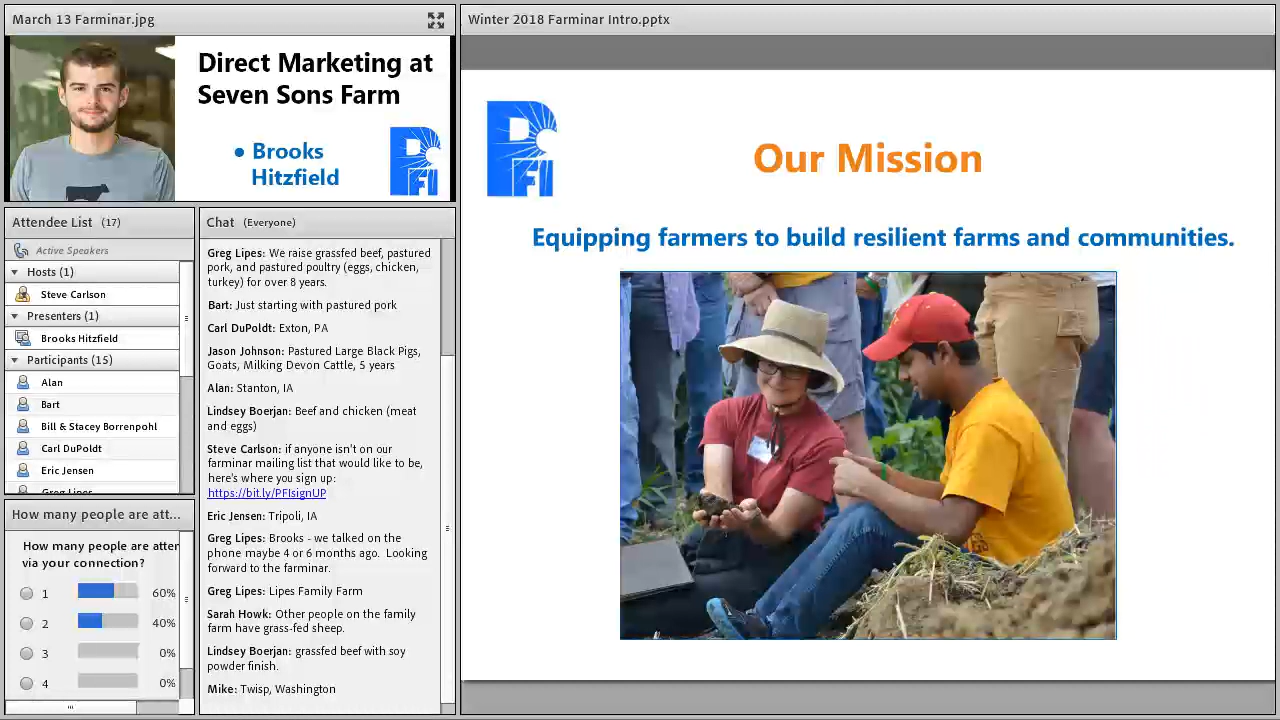 March 13 Farminar.jpg
Direct Marketing at
Seven Sons Farm
• Brooks
Hitzfield
PFI
Attendee List (17)
Active Speakers
Hosts (1)
Steve Carlson
Presenters (1)
Brooks Hitzfield
Participants (15)
Alan
Bart
Bill & Stacey Borrenpohl
Carl DuPoldt
Eric Jensen
Greg Lipes
How many people are att...
How many people are atten
via your connection?
1 60%
2 40%
3 0%
4 0%
Chat (Everyone)
Greg Lipes: We raise grassfed beef, pastured
pork, and pastured poultry (eggs, chicken,
turkey) for over 8 years.
Bart: Just starting with pastured pork
Carl DuPoldt: Exton, PA
Jason Johnson: Pastured Large Black Pigs,
Goats, Milking Devon Cattle, 5 years
Alan: Stanton, IA
Lindsey Boerjan: Beef and chicken (meat
and eggs)
Steve Carlson: if anyone isn't on our
farminar mailing list that would like to be,
here's where you sign up:
https://bit.ly/PFIsignUP
Eric Jensen: Tripoli, IA
Greg Lipes: Brooks - we talked on the
phone maybe 4 or 6 months ago. Looking
forward to the farminar.
Greg Lipes: Lipes Family Farm
Sarah Howk: Other people on the family
farm have grass-fed sheep.
Lindsey Boerjan: grassfed beef with soy
powder finish.
Mike: Twisp, Washington
Winter 2018 Farminar Intro.pptx
PFI
Our Mission
Equipping farmers to build resilient farms and communities.